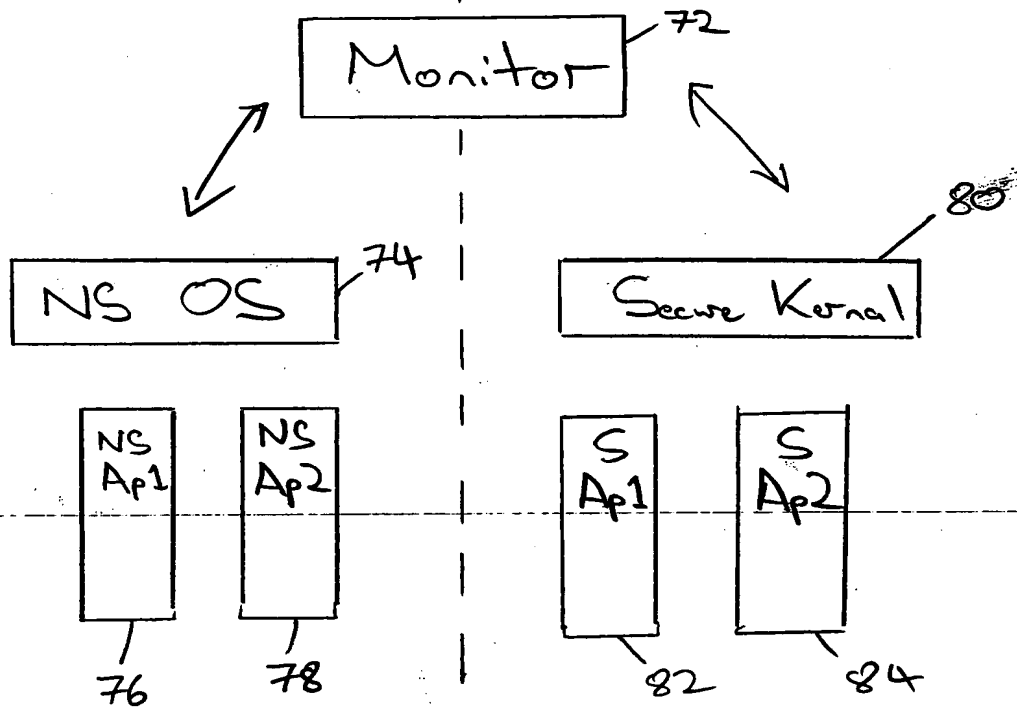 72
Monitor
80
74
NS OS
Secure Kernal
NS
Ap1
NS
Ap2
S
Ap1
S
Ap2
76
78
82
84